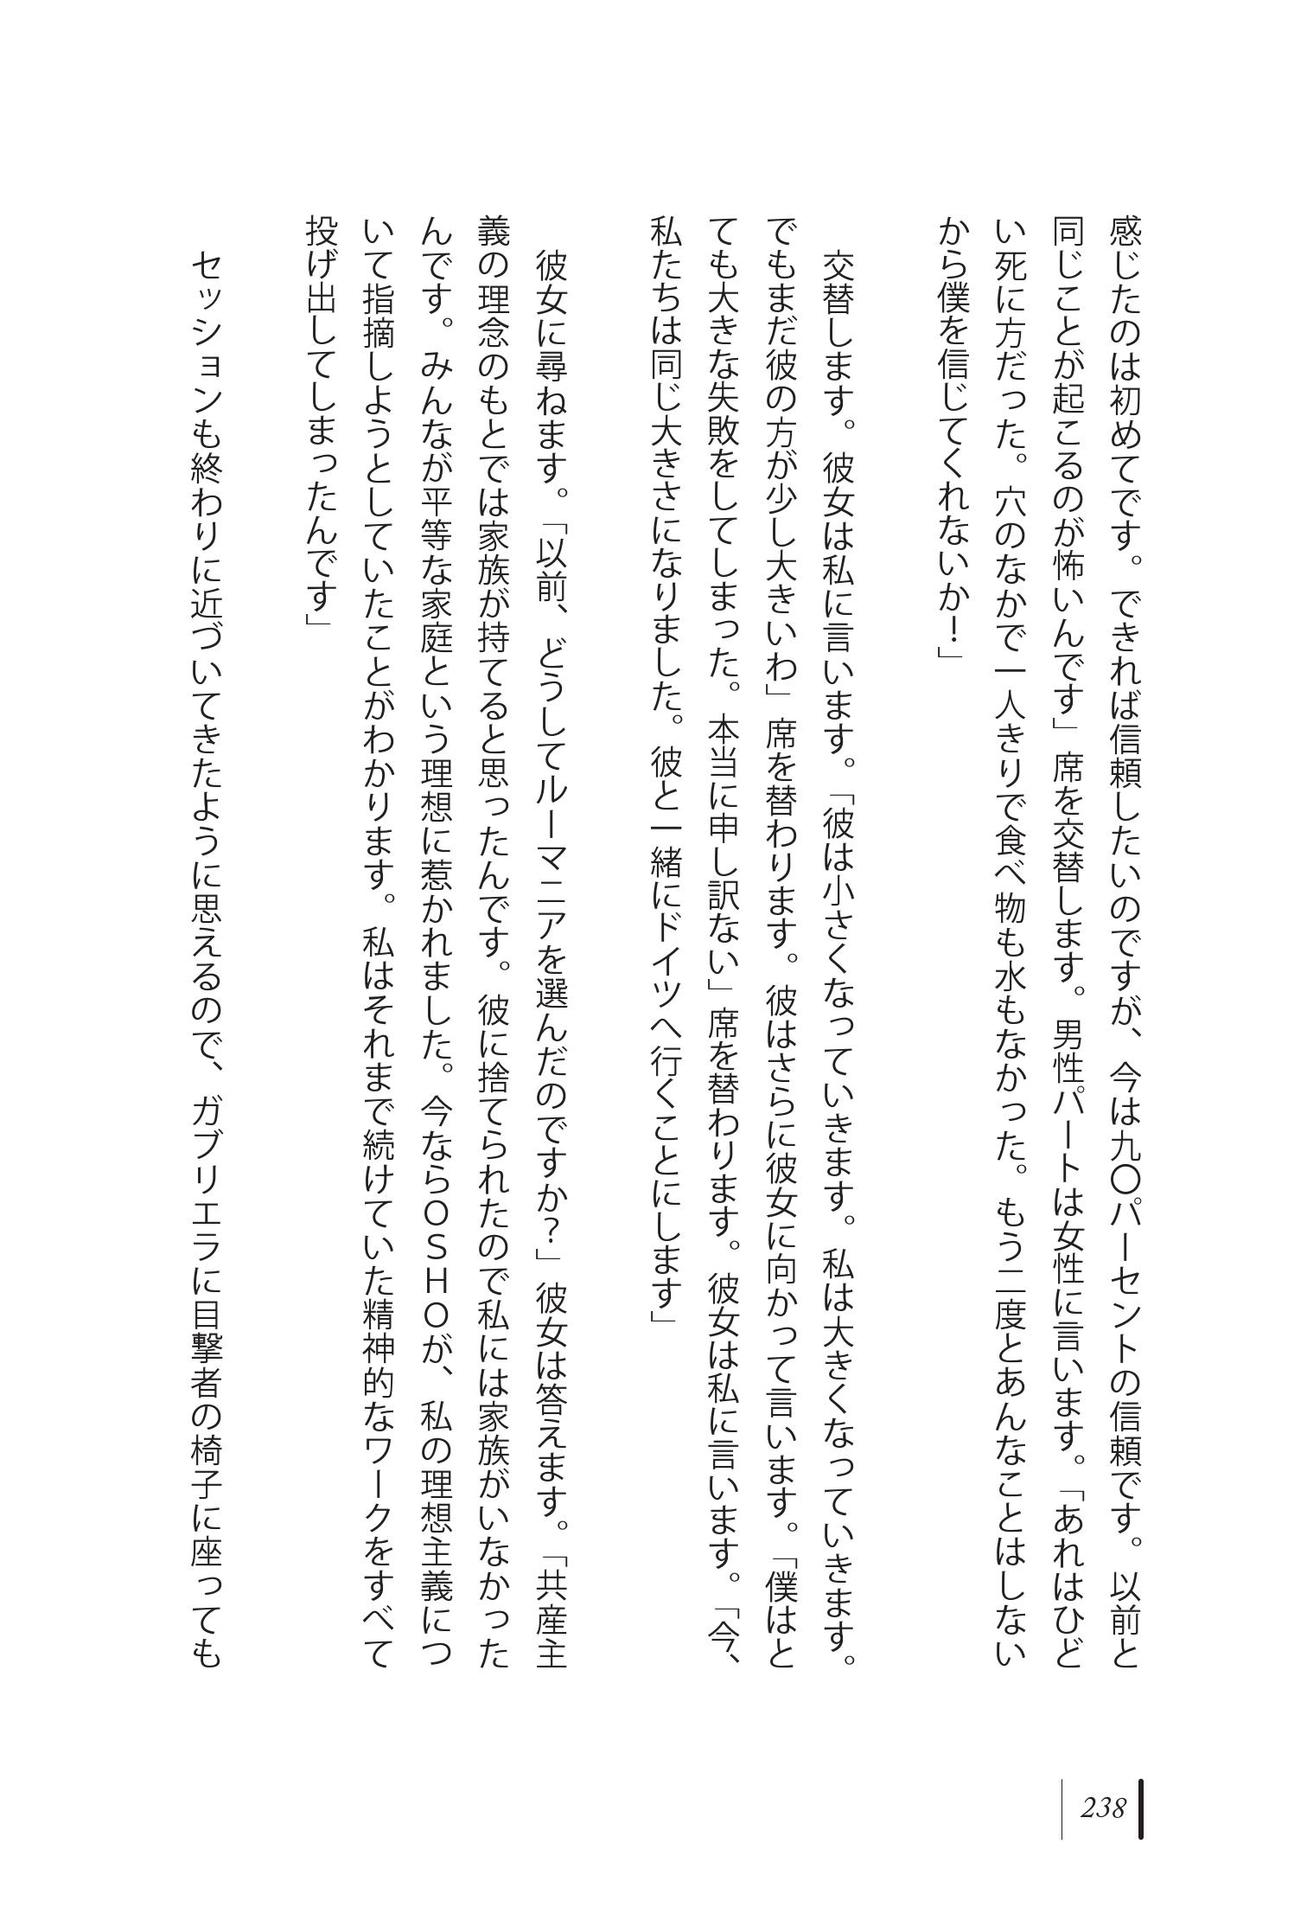 感じたのは初めてです。できれば信頼したいのですが、今は九〇パーセントの信頼です。以前と
同じことが起こるのが怖いんです」席を交替します。男性パートは女性に言います。「あれはひど
い死に方だった。穴のなかで一人きりで食べ物も水もなかった。もう二度とあんなことはしない
から僕を信じてくれないか！」
交替します。彼女は私に言います。「彼は小さくなっていきます。私は大きくなっていきます。
でもまだ彼の方が少し大きいわ」席を替わります。彼はさらに彼女に向かって言います。「僕はと
ても大きな失敗をしてしまった。本当に申し訳ない」席を替わります。彼女は私に言います。「今、
私たちは同じ大きさになりました。彼と一緒にドイツへ行くことにします」
彼女に尋ねます。「以前、どうしてルーマニアを選んだのですか？」彼女は答えます。「共産主
義の理念のもとでは家族が持てると思ったんです。彼に捨てられたので私には家族がいなかった
んです。みんなが平等な家庭という理想に惹かれました。今ならＯＳＨＯが、私の理想主義につ
いて指摘しようとしていたことがわかります。私はそれまで続けていた精神的なワークをすべて
投げ出してしまったんです」
セッションも終わりに近づいてきたように思えるので、ガブリエラに目撃者の椅子に座っても
238